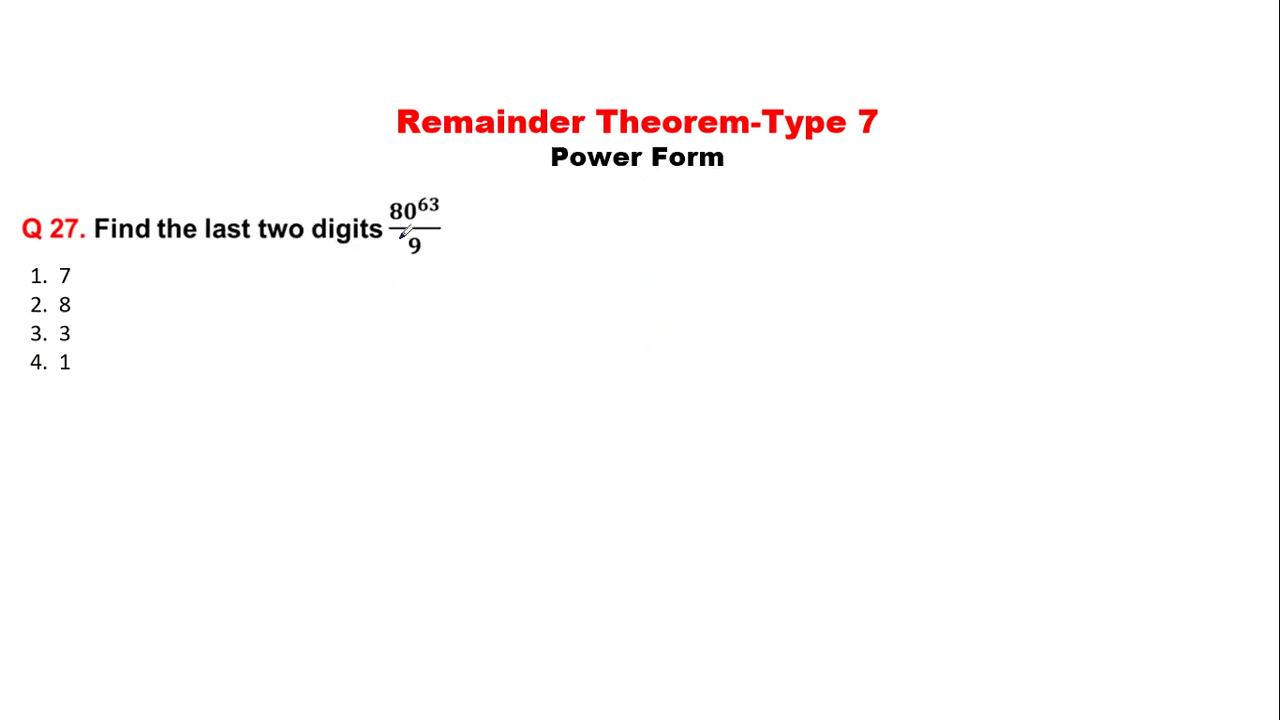 Remainder Theorem-Type 7
Power Form
Q 27. Find the last two digits 80^63/9
1. 7
2. 8
3. 3
4. 1